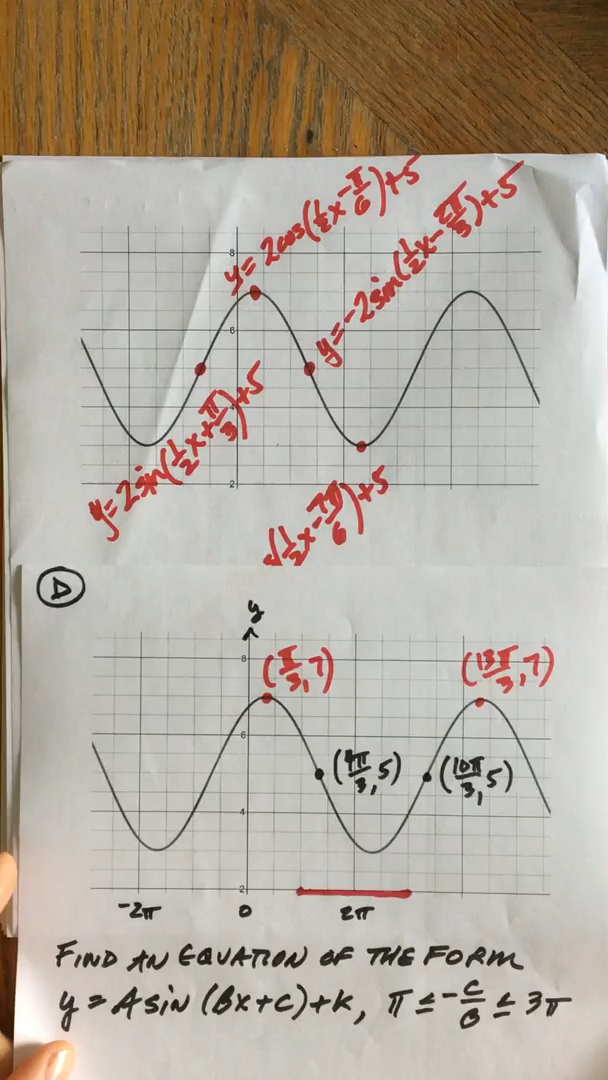 y = 2cos(½x - π/6) + 5
y = -2sin(½x - 2π/3) + 5
8
6
4
2
y = 2sin(½x + π/3) + 5
(½x - 7π/6) + 5
A
y
8
(π/3, 7)
(13π/3, 7)
6
(4π/3, 5)
(10π/3, 5)
4
2
-2π 0 2π
FIND AN EQUATION OF THE FORM
y = A sin (Bx + C) + K, π ≤ -C/B ≤ 3π